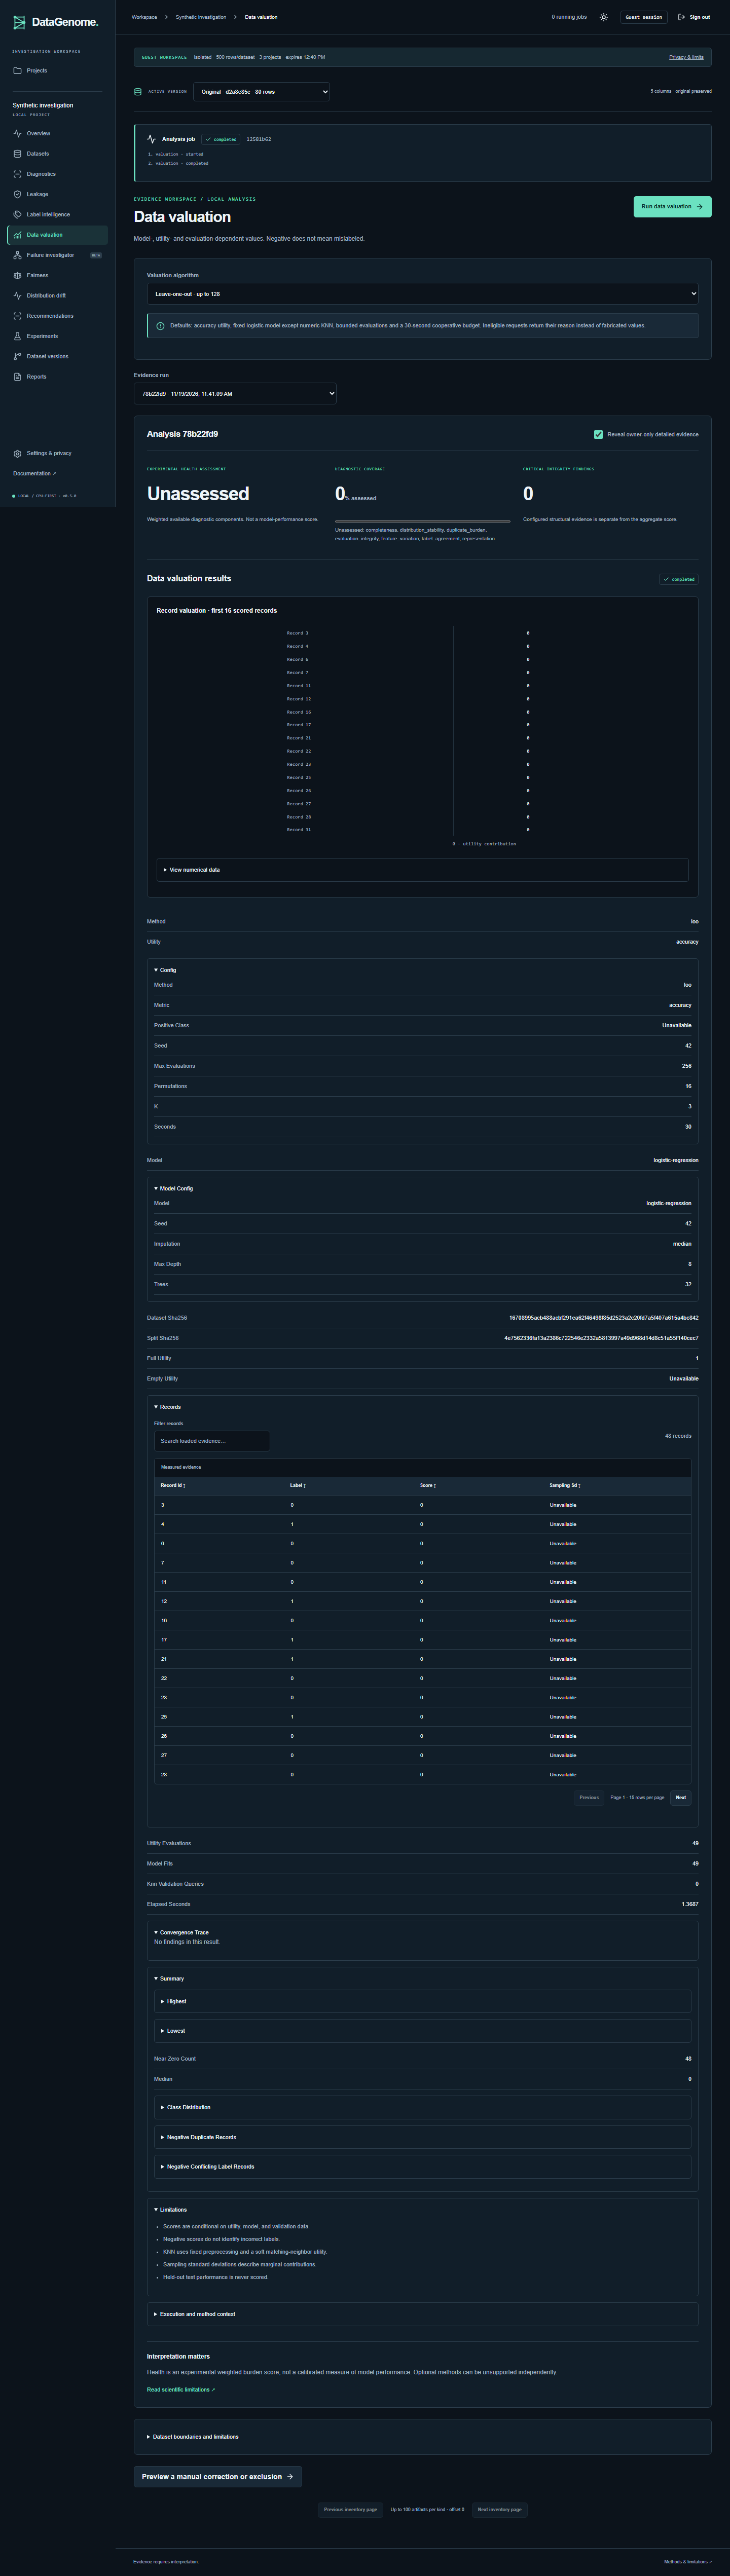 DataGenome.
INVESTIGATION WORKSPACE
Projects
Synthetic investigation
LOCAL PROJECT
Overview
Datasets
Diagnostics
Leakage
Label intelligence
Data valuation
Failure investigator BETA
Fairness
Distribution drift
Recommendations
Experiments
Dataset versions
Reports
Settings & privacy
Documentation ↗
LOCAL / CPU-FIRST · v0.5.0
Workspace > Synthetic investigation > Data valuation
0 running jobs Guest session Sign out
GUEST WORKSPACE Isolated · 500 rows/dataset · 3 projects · expires 12:40 PM Privacy & limits
ACTIVE VERSION Original · d2a8e85c · 80 rows 5 columns · original preserved
Analysis job completed 12581b62
1. valuation · started
2. valuation · completed
EVIDENCE WORKSPACE / LOCAL ANALYSIS
Data valuation
Run data valuation →
Model-, utility- and evaluation-dependent values. Negative does not mean mislabeled.
Valuation algorithm
Leave-one-out · up to 128
Defaults: accuracy utility, fixed logistic model except numeric KNN, bounded evaluations and a 30-second cooperative budget. Ineligible requests return their reason instead of fabricated values.
Evidence run
78b22fd9 · 11/19/2026, 11:41:09 AM
Analysis 78b22fd9
Reveal owner-only detailed evidence
EXPERIMENTAL HEALTH ASSESSMENT
Unassessed
Weighted available diagnostic components. Not a model-performance score.
DIAGNOSTIC COVERAGE
0% assessed
Unassessed: completeness, distribution_stability, duplicate_burden, evaluation_integrity, feature_variation, label_agreement, representation
CRITICAL INTEGRITY FINDINGS
0
Configured structural evidence is separate from the aggregate score.
Data valuation results
completed
Record valuation · first 16 scored records
Record 3 0
Record 4 0
Record 6 0
Record 7 0
Record 11 0
Record 12 0
Record 16 0
Record 17 0
Record 21 0
Record 22 0
Record 23 0
Record 25 0
Record 26 0
Record 27 0
Record 28 0
Record 31 0
0 · utility contribution
View numerical data
Method loo
Utility accuracy
Config
Method loo
Metric accuracy
Positive Class Unavailable
Seed 42
Max Evaluations 256
Permutations 16
K 3
Seconds 30
Model logistic-regression
Model Config
Model logistic-regression
Seed 42
Imputation median
Max Depth 8
Trees 32
Dataset Sha256
Split Sha256
Full Utility 1
Empty Utility Unavailable
Records
Filter records
Search loaded evidence...
48 records
Measured evidence
Record Id ↕ Label ↕ Score ↕ Sampling Sd ↕
3 0 0 Unavailable
4 1 0 Unavailable
6 0 0 Unavailable
7 0 0 Unavailable
11 0 0 Unavailable
12 1 0 Unavailable
16 0 0 Unavailable
17 1 0 Unavailable
21 1 0 Unavailable
22 0 0 Unavailable
23 0 0 Unavailable
25 1 0 Unavailable
26 0 0 Unavailable
27 0 0 Unavailable
28 0 0 Unavailable
Previous Page 1 · 15 rows per page Next
Utility Evaluations 49
Model Fits 49
Knn Validation Queries 0
Elapsed Seconds 1.3687
Convergence Trace
No findings in this result.
Summary
Highest
Lowest
Near Zero Count 48
Median 0
Class Distribution
Negative Duplicate Records
Negative Conflicting Label Records
Limitations
• Scores are conditional on utility, model, and validation data.
• Negative scores do not identify incorrect labels.
• KNN uses fixed preprocessing and a soft matching-neighbor utility.
• Sampling standard deviations describe marginal contributions.
• Held-out test performance is never scored.
Execution and method context
Interpretation matters
Health is an experimental weighted burden score, not a calibrated measure of model performance. Optional methods can be unsupported independently.
Read scientific limitations ↗
Dataset boundaries and limitations
Preview a manual correction or exclusion →
Previous inventory page Up to 100 artifacts per kind · offset 0 Next inventory page
Evidence requires interpretation. Methods & limitations ↗